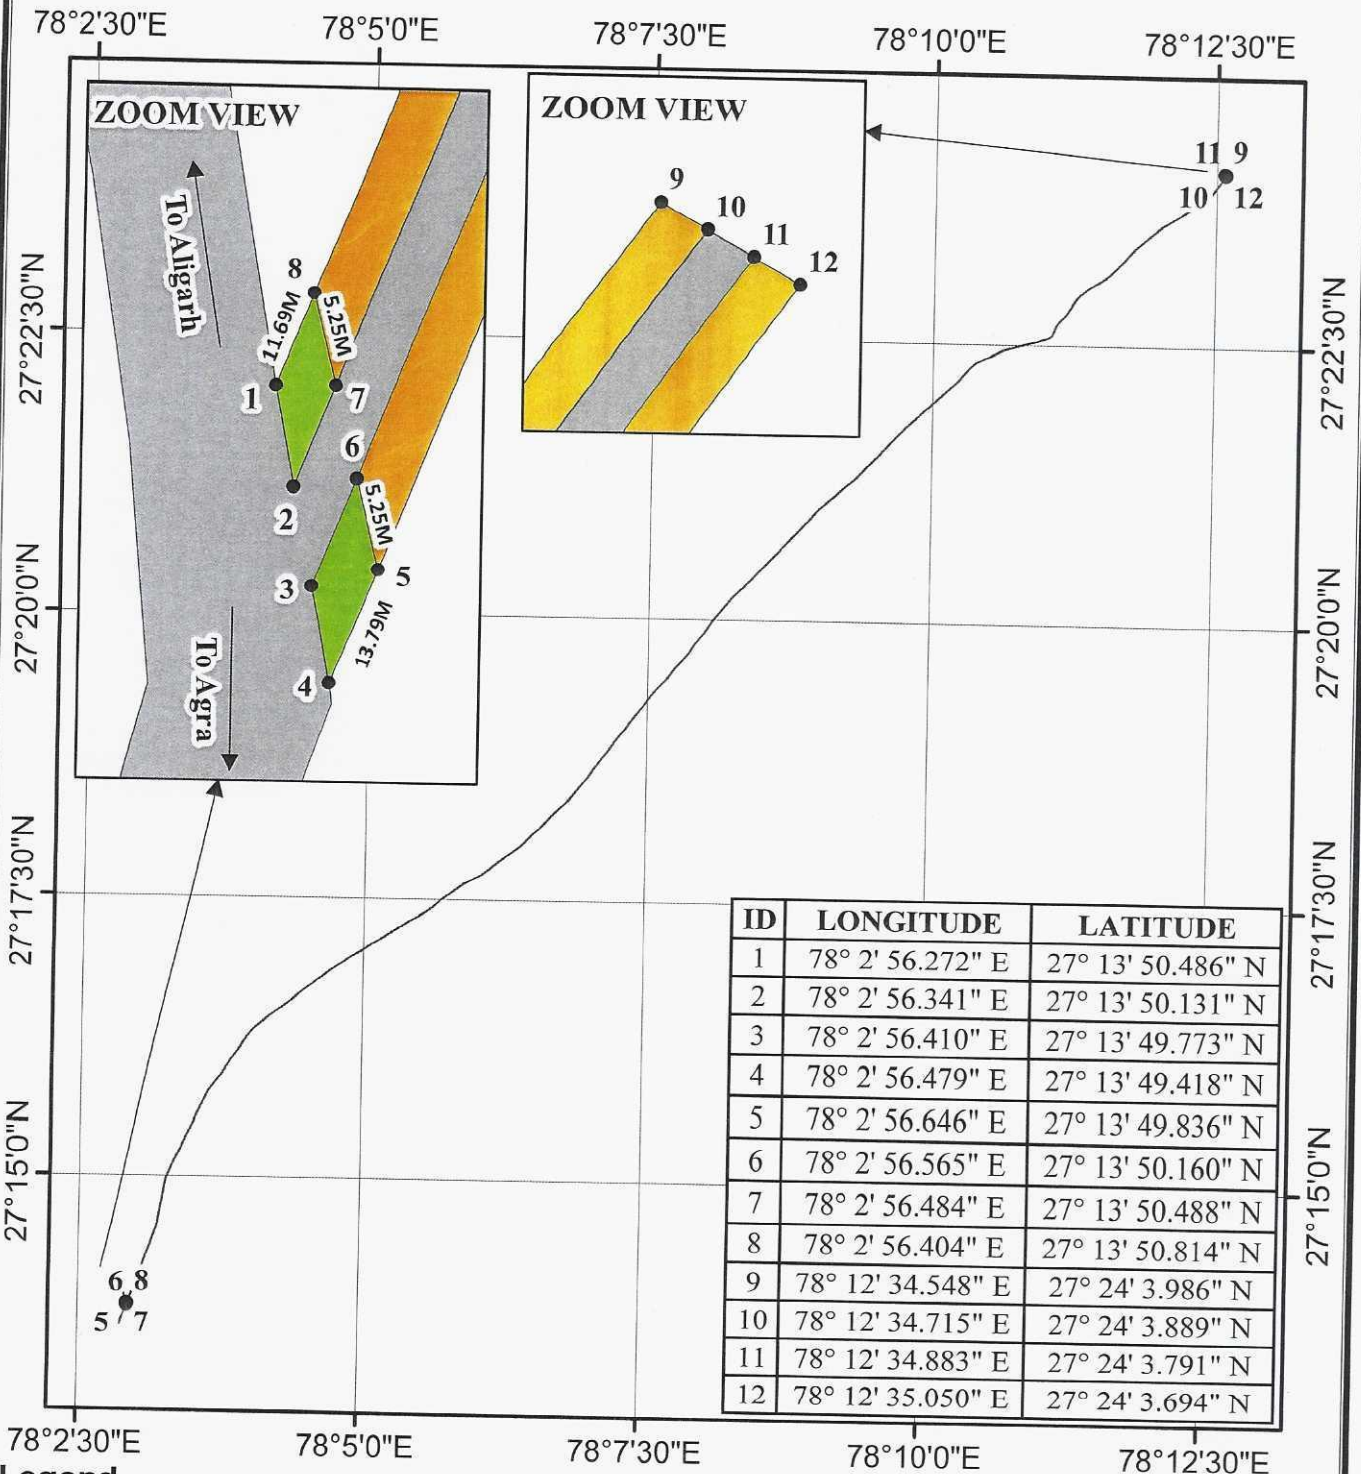 78°2'30"E 78°5'0"E 78°7'30"E 78°10'0"E 78°12'30"E
ZOOM VIEW
To Aligarh
8
11.69M
5.25M
1
7
6
2
5.25M
3
5
13.79M
4
To Agra
ZOOM VIEW
9
10
11
12
11 9
10 12
27°22'30"N
27°20'0"N
27°17'30"N
27°15'0"N
27°22'30"N
27°20'0"N
27°17'30"N
27°15'0"N
6 8
5 7
ID LONGITUDE LATITUDE
1 78° 2' 56.272" E 27° 13' 50.486" N
2 78° 2' 56.341" E 27° 13' 50.131" N
3 78° 2' 56.410" E 27° 13' 49.773" N
4 78° 2' 56.479" E 27° 13' 49.418" N
5 78° 2' 56.646" E 27° 13' 49.836" N
6 78° 2' 56.565" E 27° 13' 50.160" N
7 78° 2' 56.484" E 27° 13' 50.488" N
8 78° 2' 56.404" E 27° 13' 50.814" N
9 78° 12' 34.548" E 27° 24' 3.986" N
10 78° 12' 34.715" E 27° 24' 3.889" N
11 78° 12' 34.883" E 27° 24' 3.791" N
12 78° 12' 35.050" E 27° 24' 3.694" N
78°2'30"E 78°5'0"E 78°7'30"E 78°10'0"E 78°12'30"E
Legend